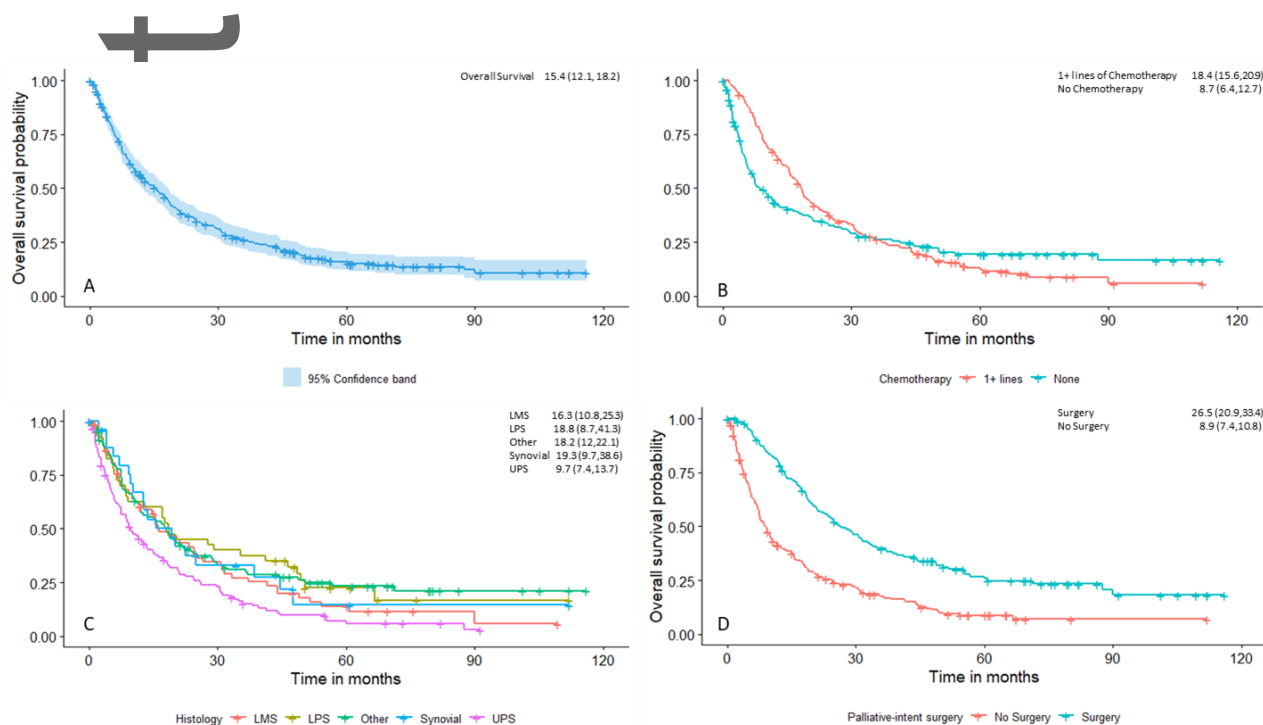 Overall Survival 15.4 (12.1, 18.2)
Overall survival probability
1.00
0.75
0.50
0.25
0.00
A
0 30 60 90 120
Time in months
95% Confidence band
1+ lines of Chemotherapy 18.4 (15.6,20.9)
No Chemotherapy 8.7 (6.4,12.7)
Overall survival probability
1.00
0.75
0.50
0.25
0.00
B
0 30 60 90 120
Time in months
Chemotherapy 1+ lines None
LMS 16.3 (10.8,25.3)
LPS 18.8 (8.7,41.3)
Other 18.2 (12,22.1)
Synovial 19.3 (9.7,38.6)
UPS 9.7 (7.4,13.7)
Overall survival probability
1.00
0.75
0.50
0.25
0.00
C
0 30 60 90 120
Time in months
Histology LMS LPS Other Synovial UPS
Surgery 26.5 (20.9,33.4)
No Surgery 8.9 (7.4,10.8)
Overall survival probability
1.00
0.75
0.50
0.25
0.00
D
0 30 60 90 120
Time in months
Palliative-intent surgery No Surgery Surgery